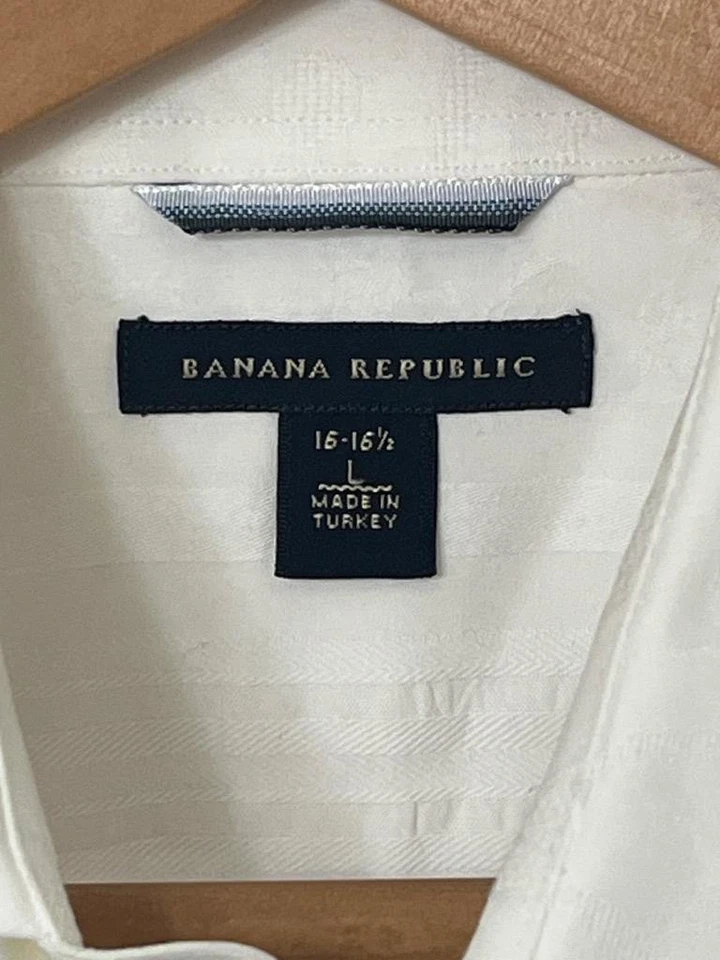 BANANA REPUBLIC
16-16½
L
MADE IN
TURKEY